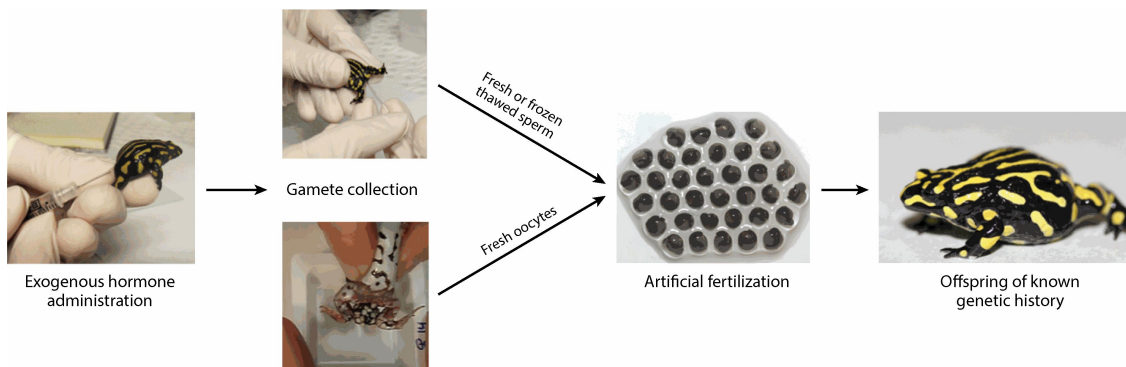 Exogenous hormone
administration
Gamete collection
Fresh or frozen
thawed sperm
Fresh oocytes
Artificial fertilization
Offspring of known
genetic history